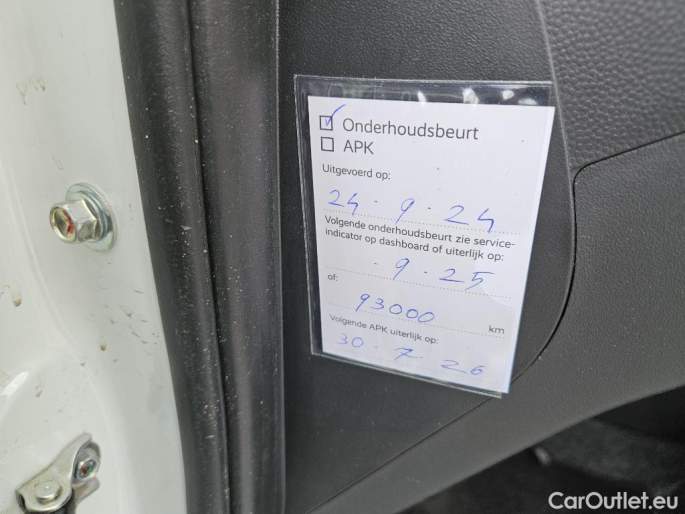 ☑ Onderhoudsbeurt
☐ APK
Uitgevoerd op:
24 . 9 . 24
Volgende onderhoudsbeurt zie service-
indicator op dashboard of uiterlijk op:
. 9 . 25
of:
93000 km
Volgende APK uiterlijk op:
30 . 7 26
CarOutlet.eu